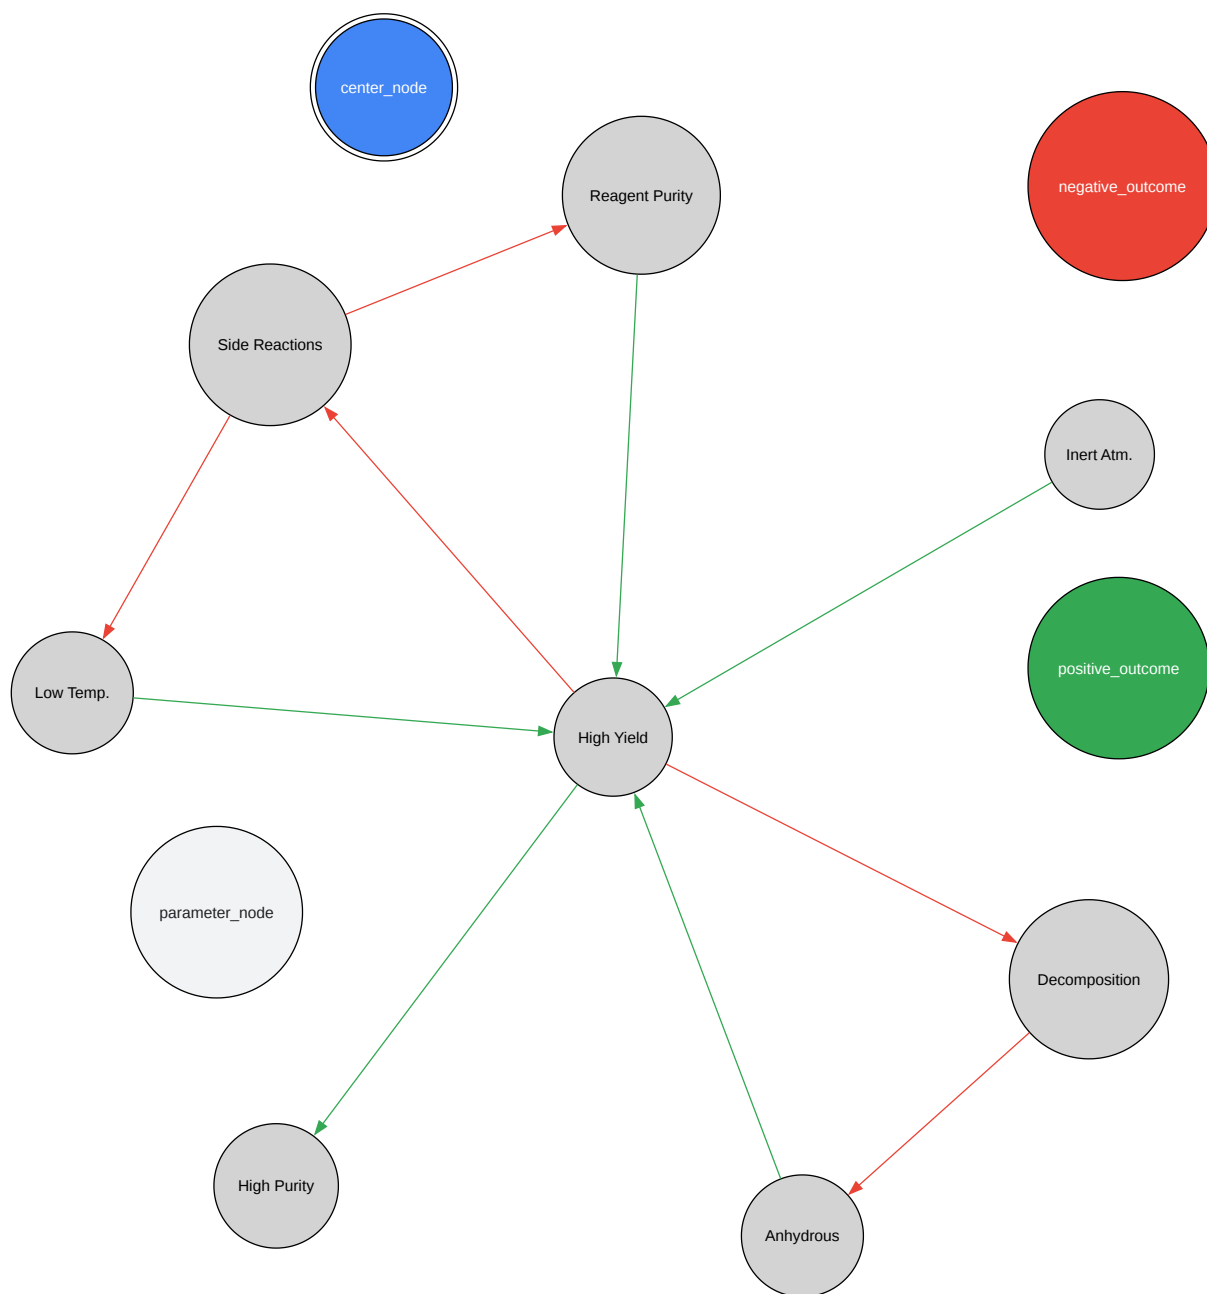 center_node
negative_outcome
Reagent Purity
Side Reactions
Inert Atm.
positive_outcome
Low Temp.
High Yield
parameter_node
Decomposition
High Purity
Anhydrous